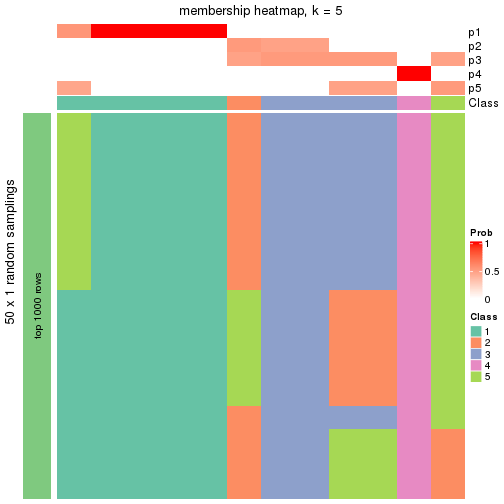 membership heatmap, k = 5
p1
p2
p3
p4
p5
Class
50 x 1 random samplings
top 1000 rows
Prob
1
0.5
0
Class
1
2
3
4
5